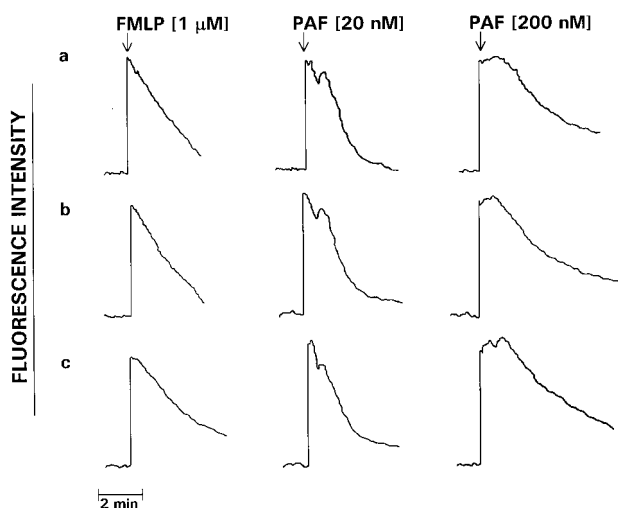 FMLP [1 µM]
PAF [20 nM]
PAF [200 nM]
a
b
c
FLUORESCENCE INTENSITY
2 min